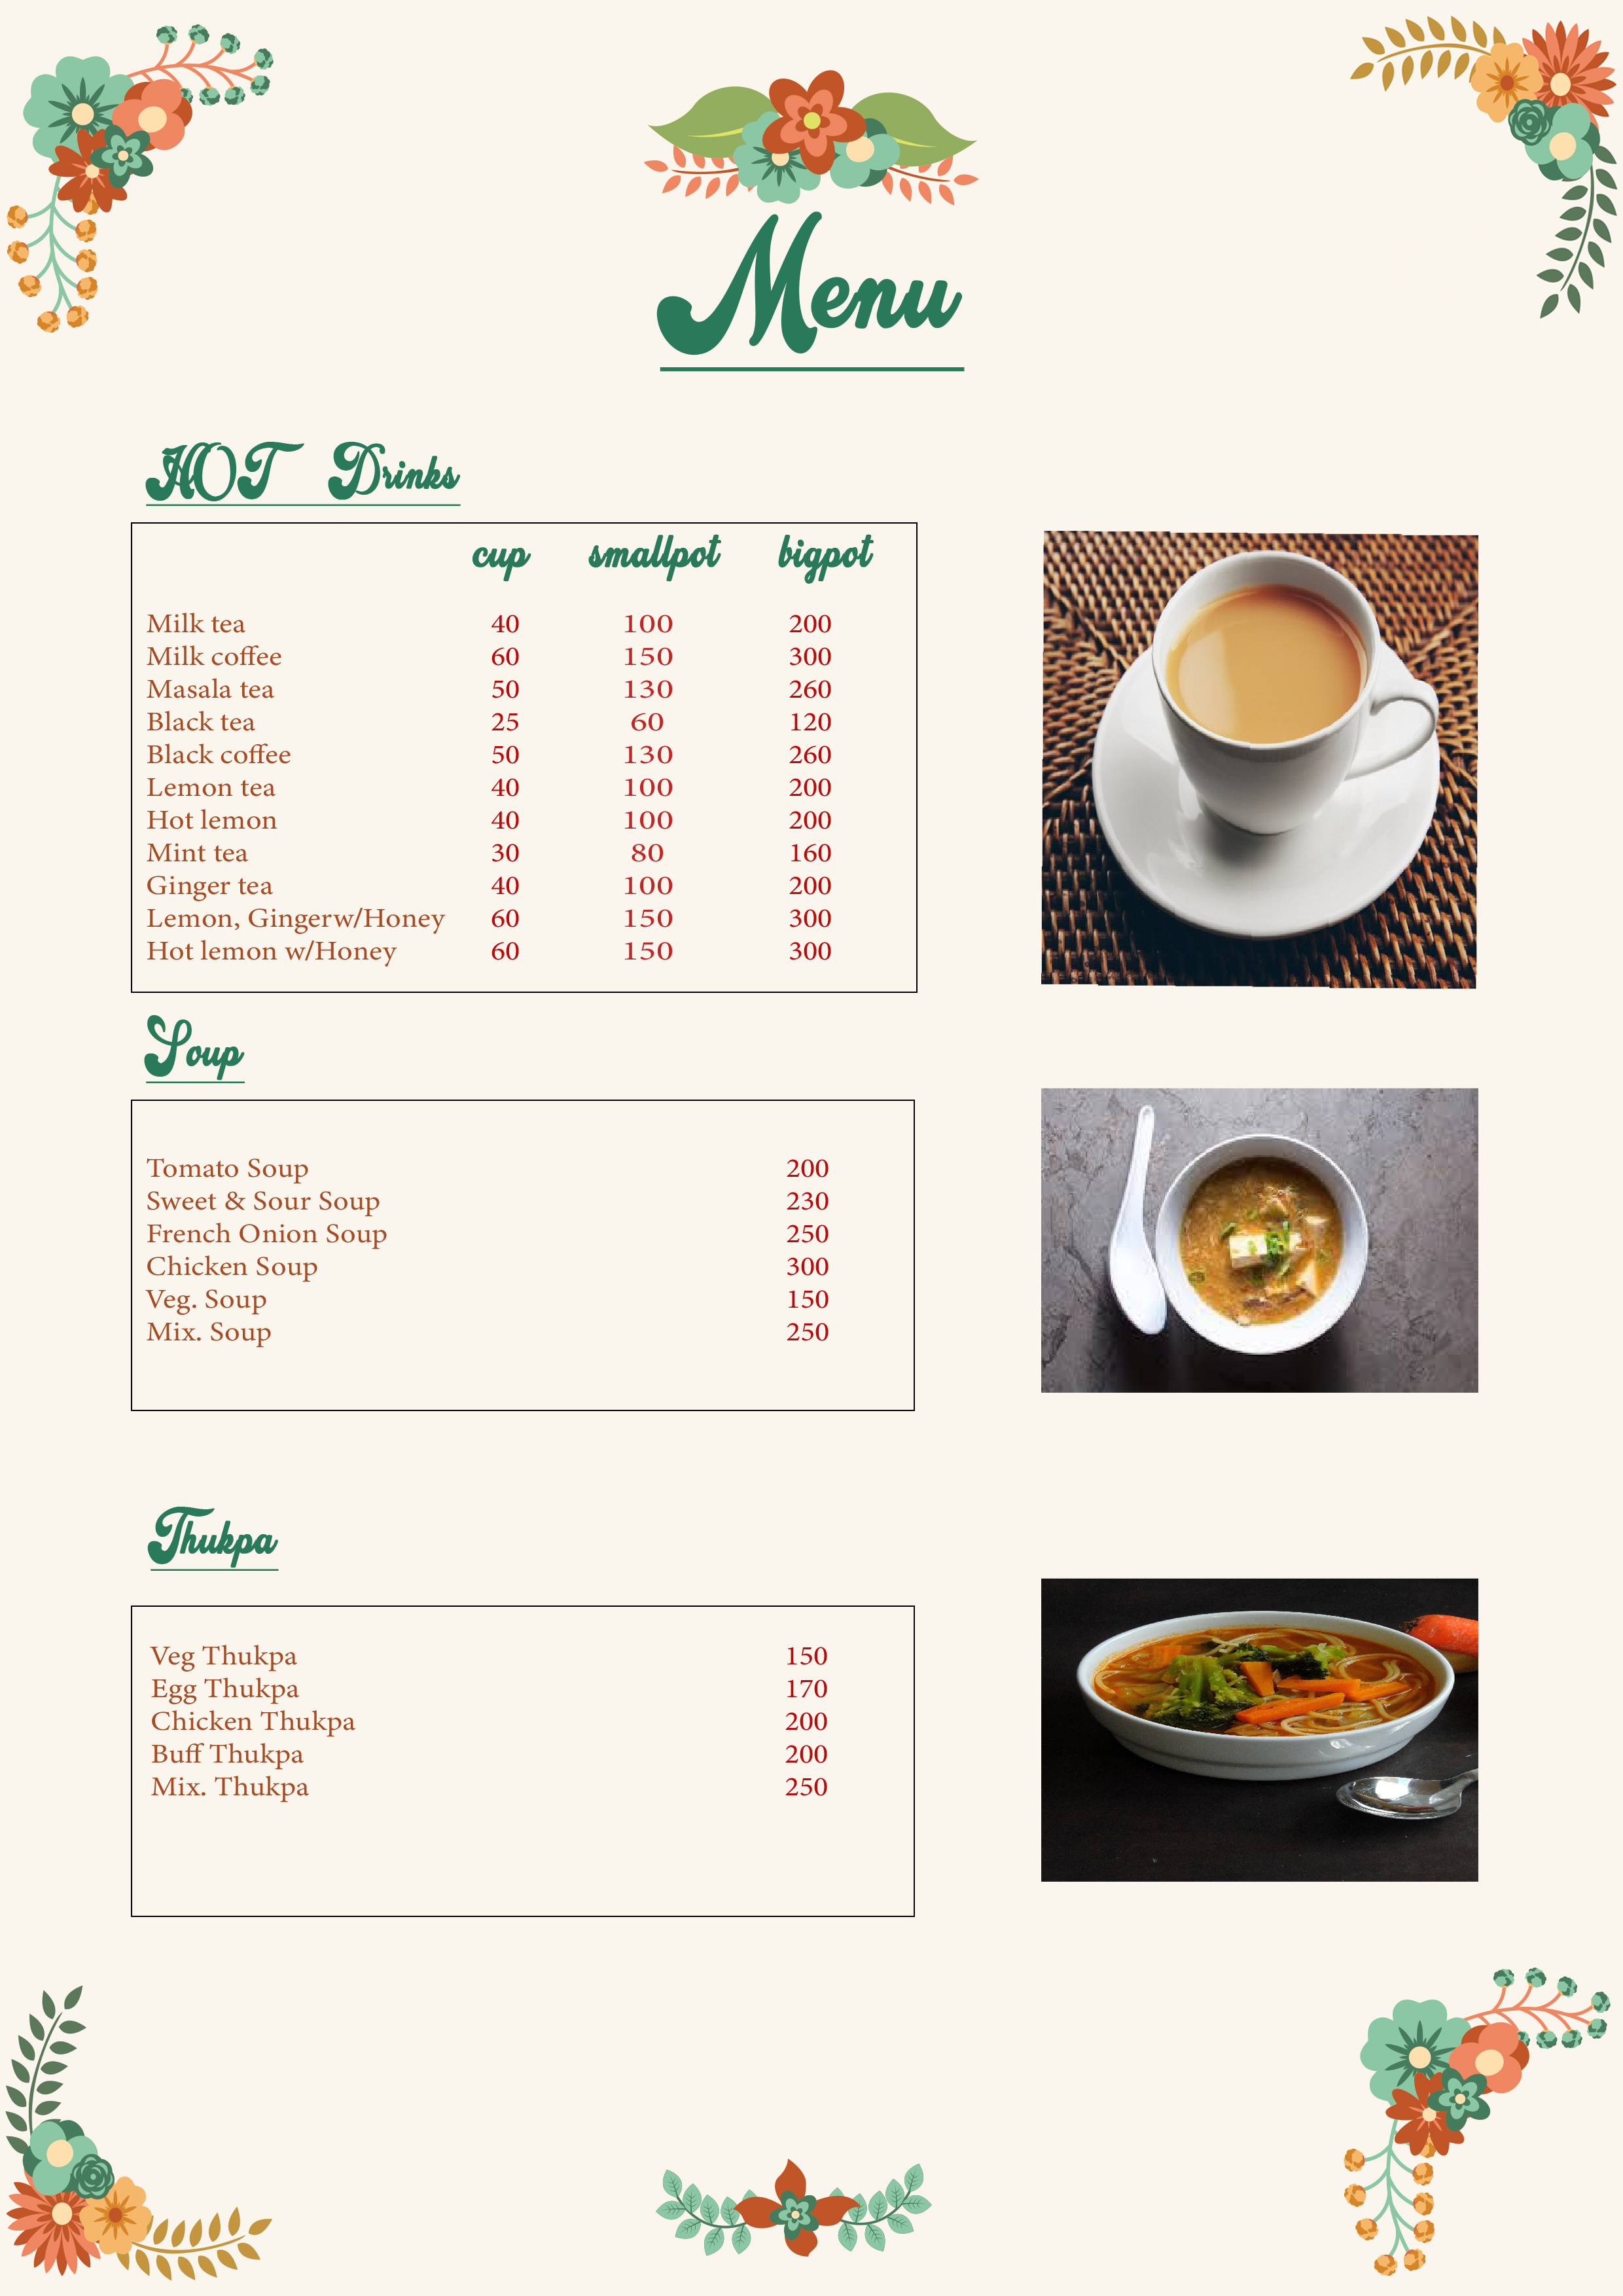 Menu
HOT Drinks
cup smallpot bigpot
Milk tea 40 100 200
Milk coffee 60 150 300
Masala tea 50 130 260
Black tea 25 60 120
Black coffee 50 130 260
Lemon tea 40 100 200
Hot lemon 40 100 200
Mint tea 30 80 160
Ginger tea 40 100 200
Lemon, Gingerw/Honey 60 150 300
Hot lemon w/Honey 60 150 300
Soup
Tomato Soup 200
Sweet & Sour Soup 230
French Onion Soup 250
Chicken Soup 300
Veg. Soup 150
Mix. Soup 250
Thukpa
Veg Thukpa 150
Egg Thukpa 170
Chicken Thukpa 200
Buff Thukpa 200
Mix. Thukpa 250